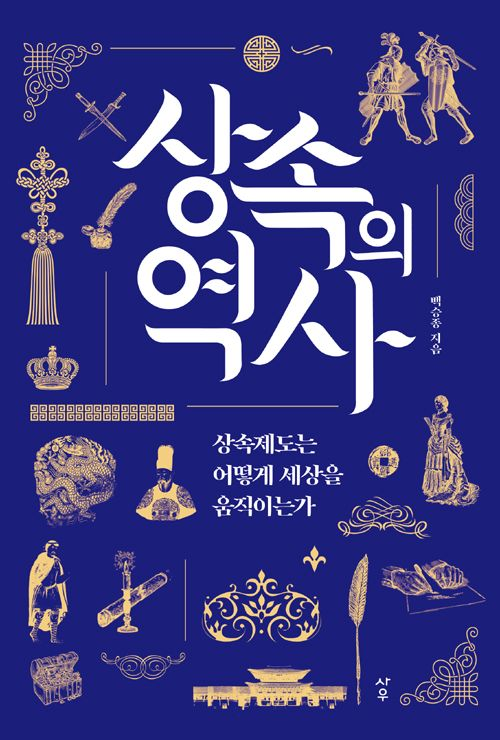 상속의
역사
백승종 지음
상속제도는
어떻게 세상을
움직이는가
사우